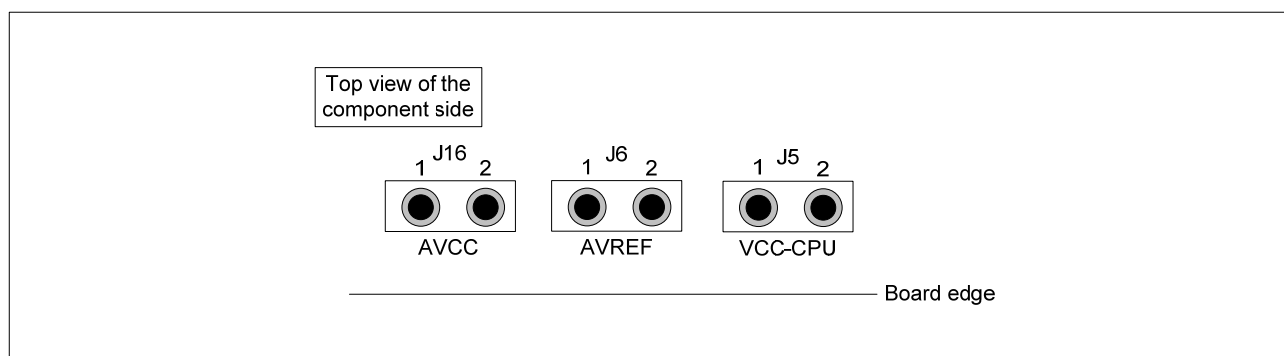 Top view of the
component side
1 J16 2
1 J6 2
1 J5 2
AVCC
AVREF
VCC-CPU
Board edge